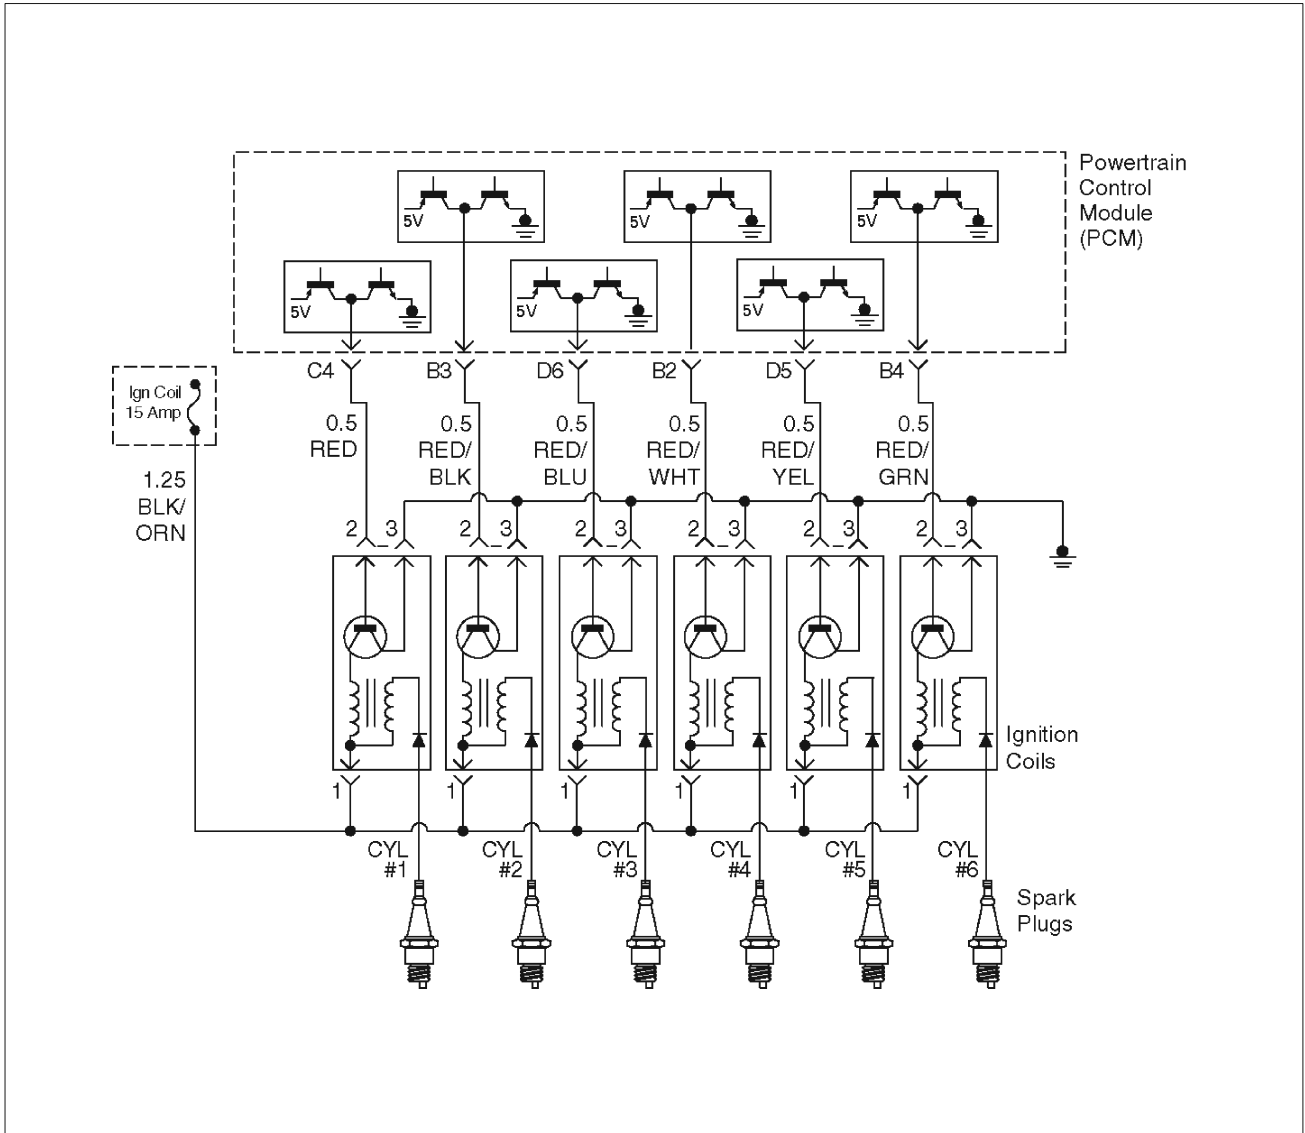 Powertrain
Control
Module
(PCM)
5V
5V
5V
5V
5V
5V
C4
B3
D6
B2
D5
B4
Ign Coil
15 Amp
0.5
RED
0.5
RED/
BLK
0.5
RED/
BLU
0.5
RED/
WHT
0.5
RED/
YEL
0.5
RED/
GRN
1.25
BLK/
ORN
2 3
2 3
2 3
2 3
2 3
2 3
Ignition
Coils
1
1
1
1
1
1
CYL
#1
CYL
#2
CYL
#3
CYL
#4
CYL
#5
CYL
#6
Spark
Plugs